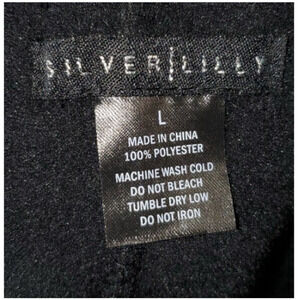 SILVER|LILLY
L
MADE IN CHINA
100% POLYESTER
MACHINE WASH COLD
DO NOT BLEACH
TUMBLE DRY LOW
DO NOT IRON